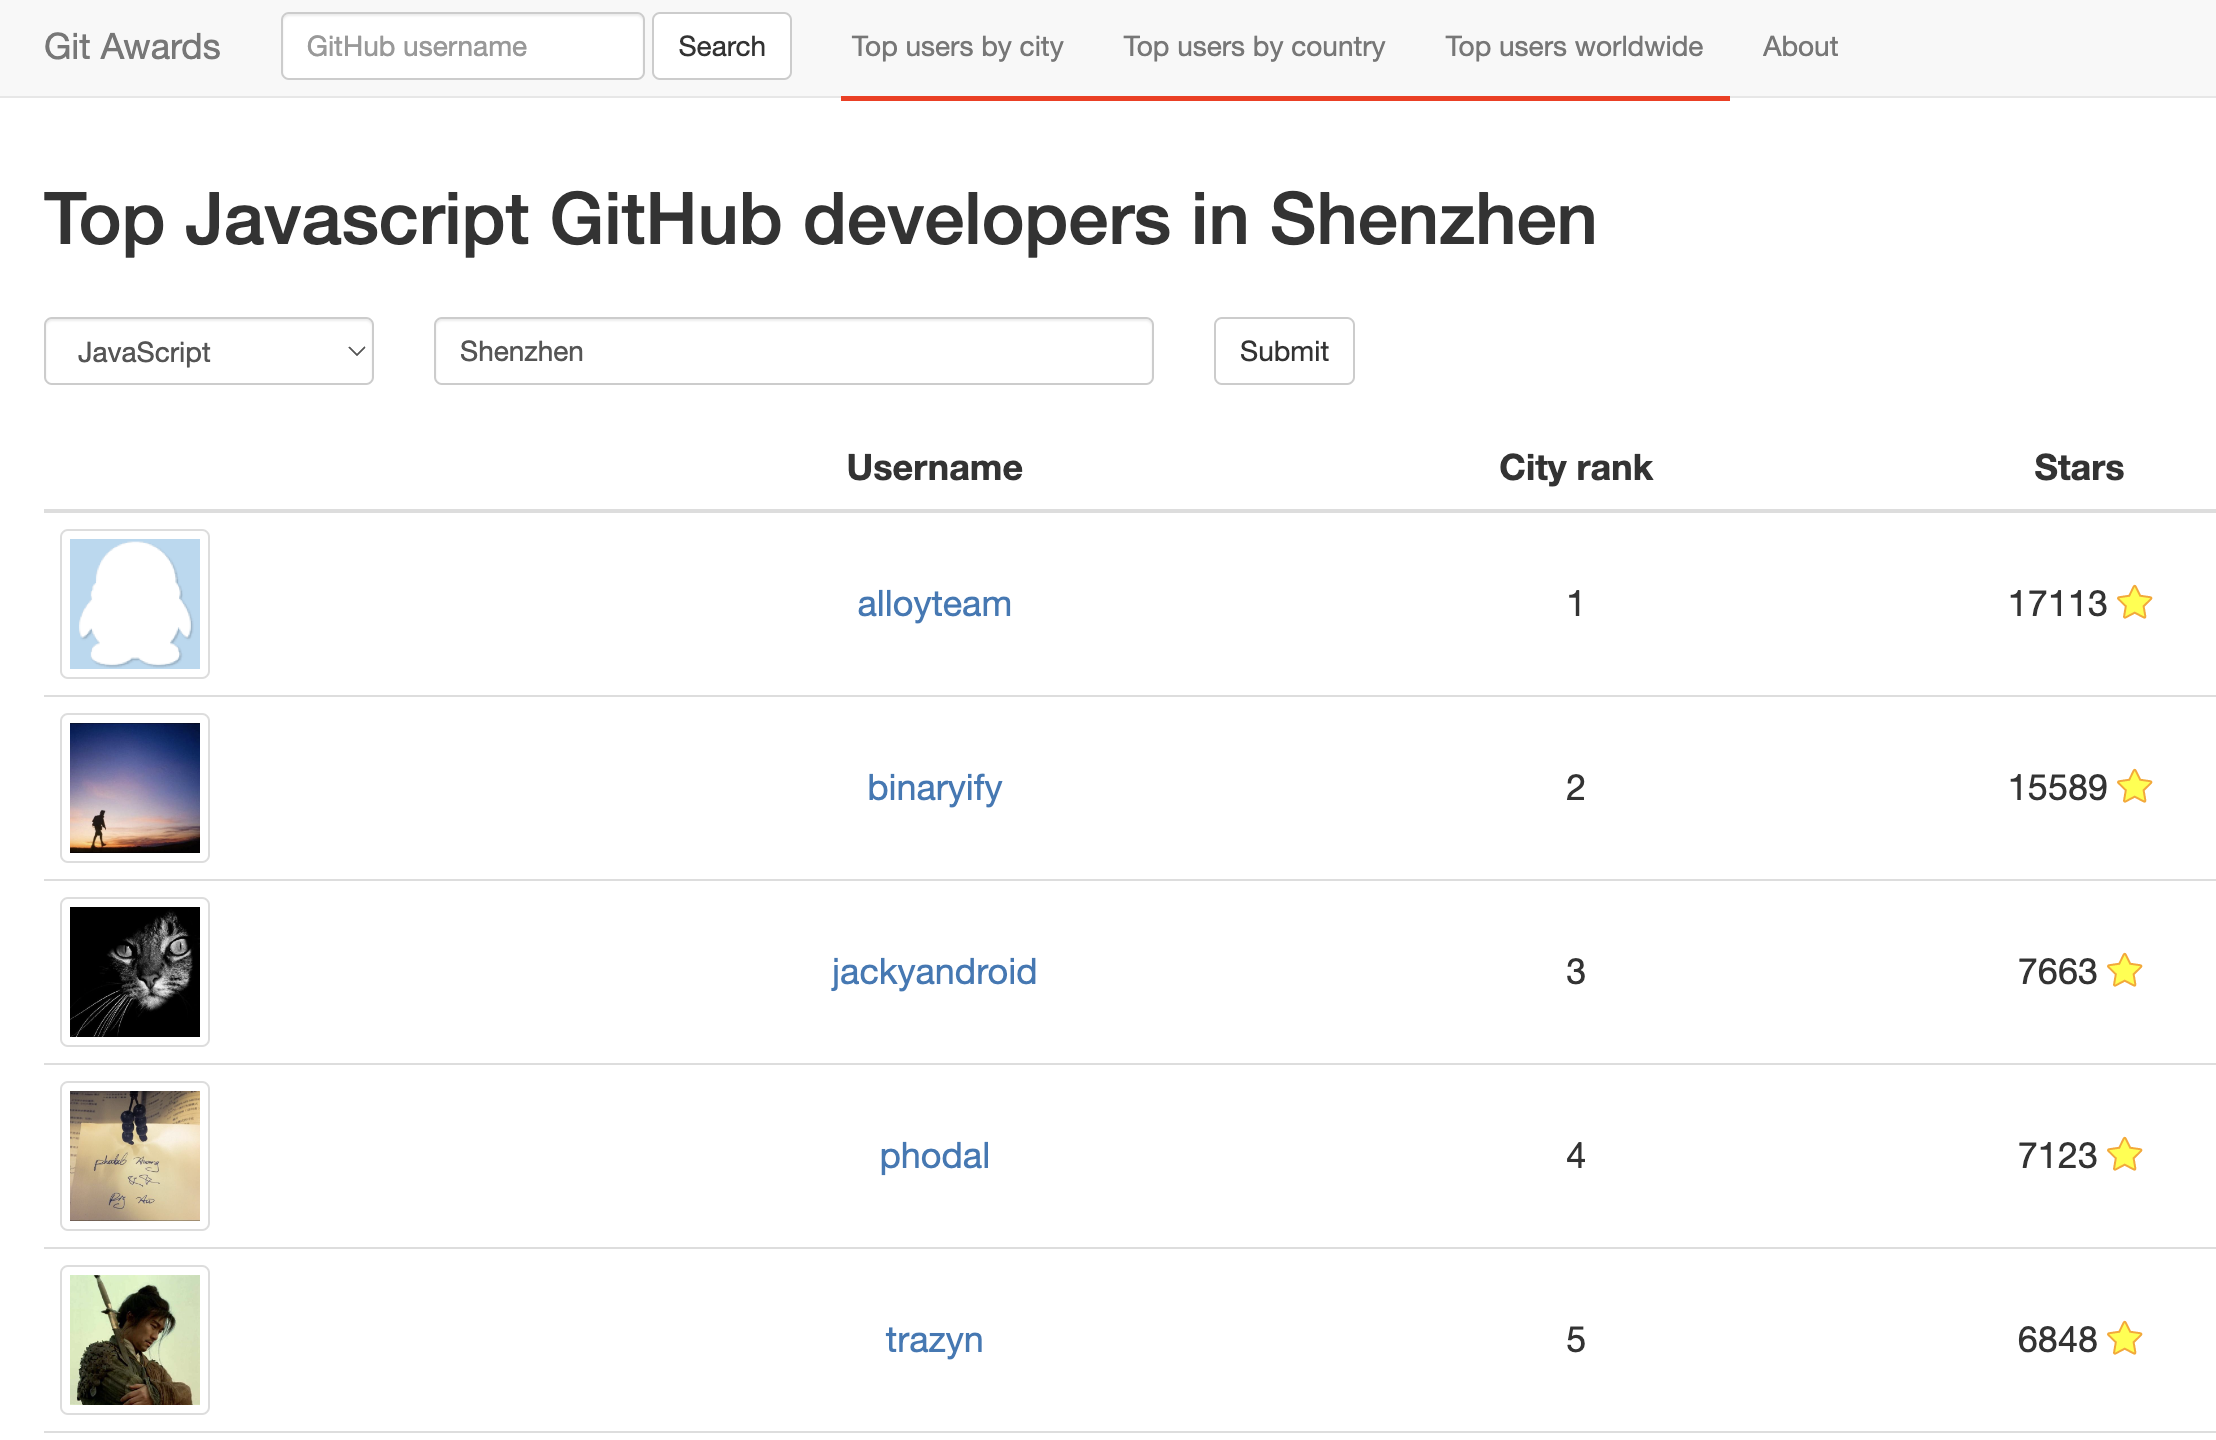 Git Awards GitHub username Search Top users by city Top users by country Top users worldwide About
Top Javascript GitHub developers in Shenzhen
JavaScript Shenzhen Submit
Username City rank Stars
alloyteam 1 17113
binaryify 2 15589
jackyandroid 3 7663
phodal 4 7123
trazyn 5 6848